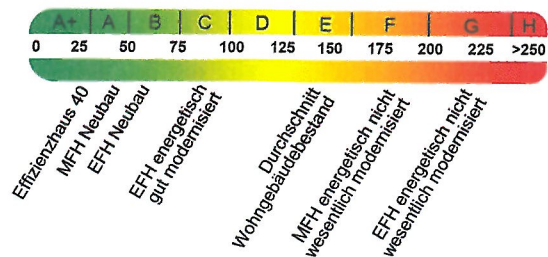 A+ A B C D E F G H
0 25 50 75 100 125 150 175 200 225 >250
Effizienzhaus 40
MFH Neubau
EFH Neubau
EFH energetisch
gut modernisiert
Durchschnitt
Wohngebäudebestand
MFH energetisch nicht
wesentlich modernisiert
EFH energetisch nicht
wesentlich modernisiert